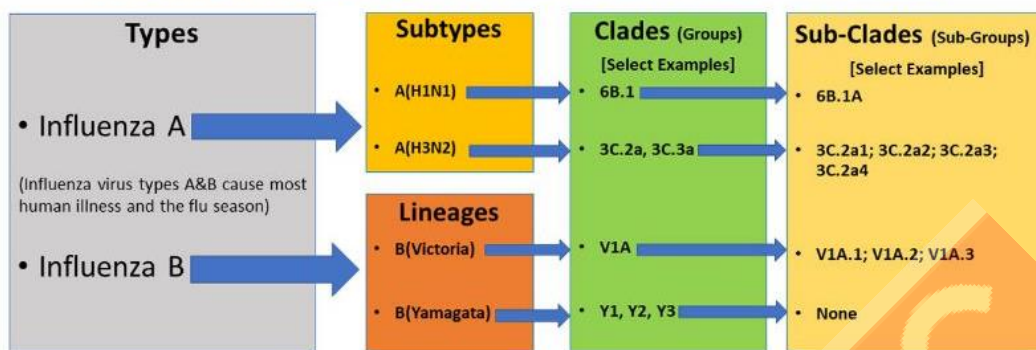 Types
• Influenza A
(Influenza virus types A&B cause most
human illness and the flu season)
• Influenza B
Subtypes
• A(H1N1)
• A(H3N2)
Lineages
• B(Victoria)
• B(Yamagata)
Clades (Groups)
[Select Examples]
• 6B.1
• 3C.2a, 3C.3a
• V1A
• Y1, Y2, Y3
Sub-Clades (Sub-Groups)
[Select Examples]
• 6B.1A
• 3C.2a1; 3C.2a2; 3C.2a3;
3C.2a4
• V1A.1; V1A.2; V1A.3
• None